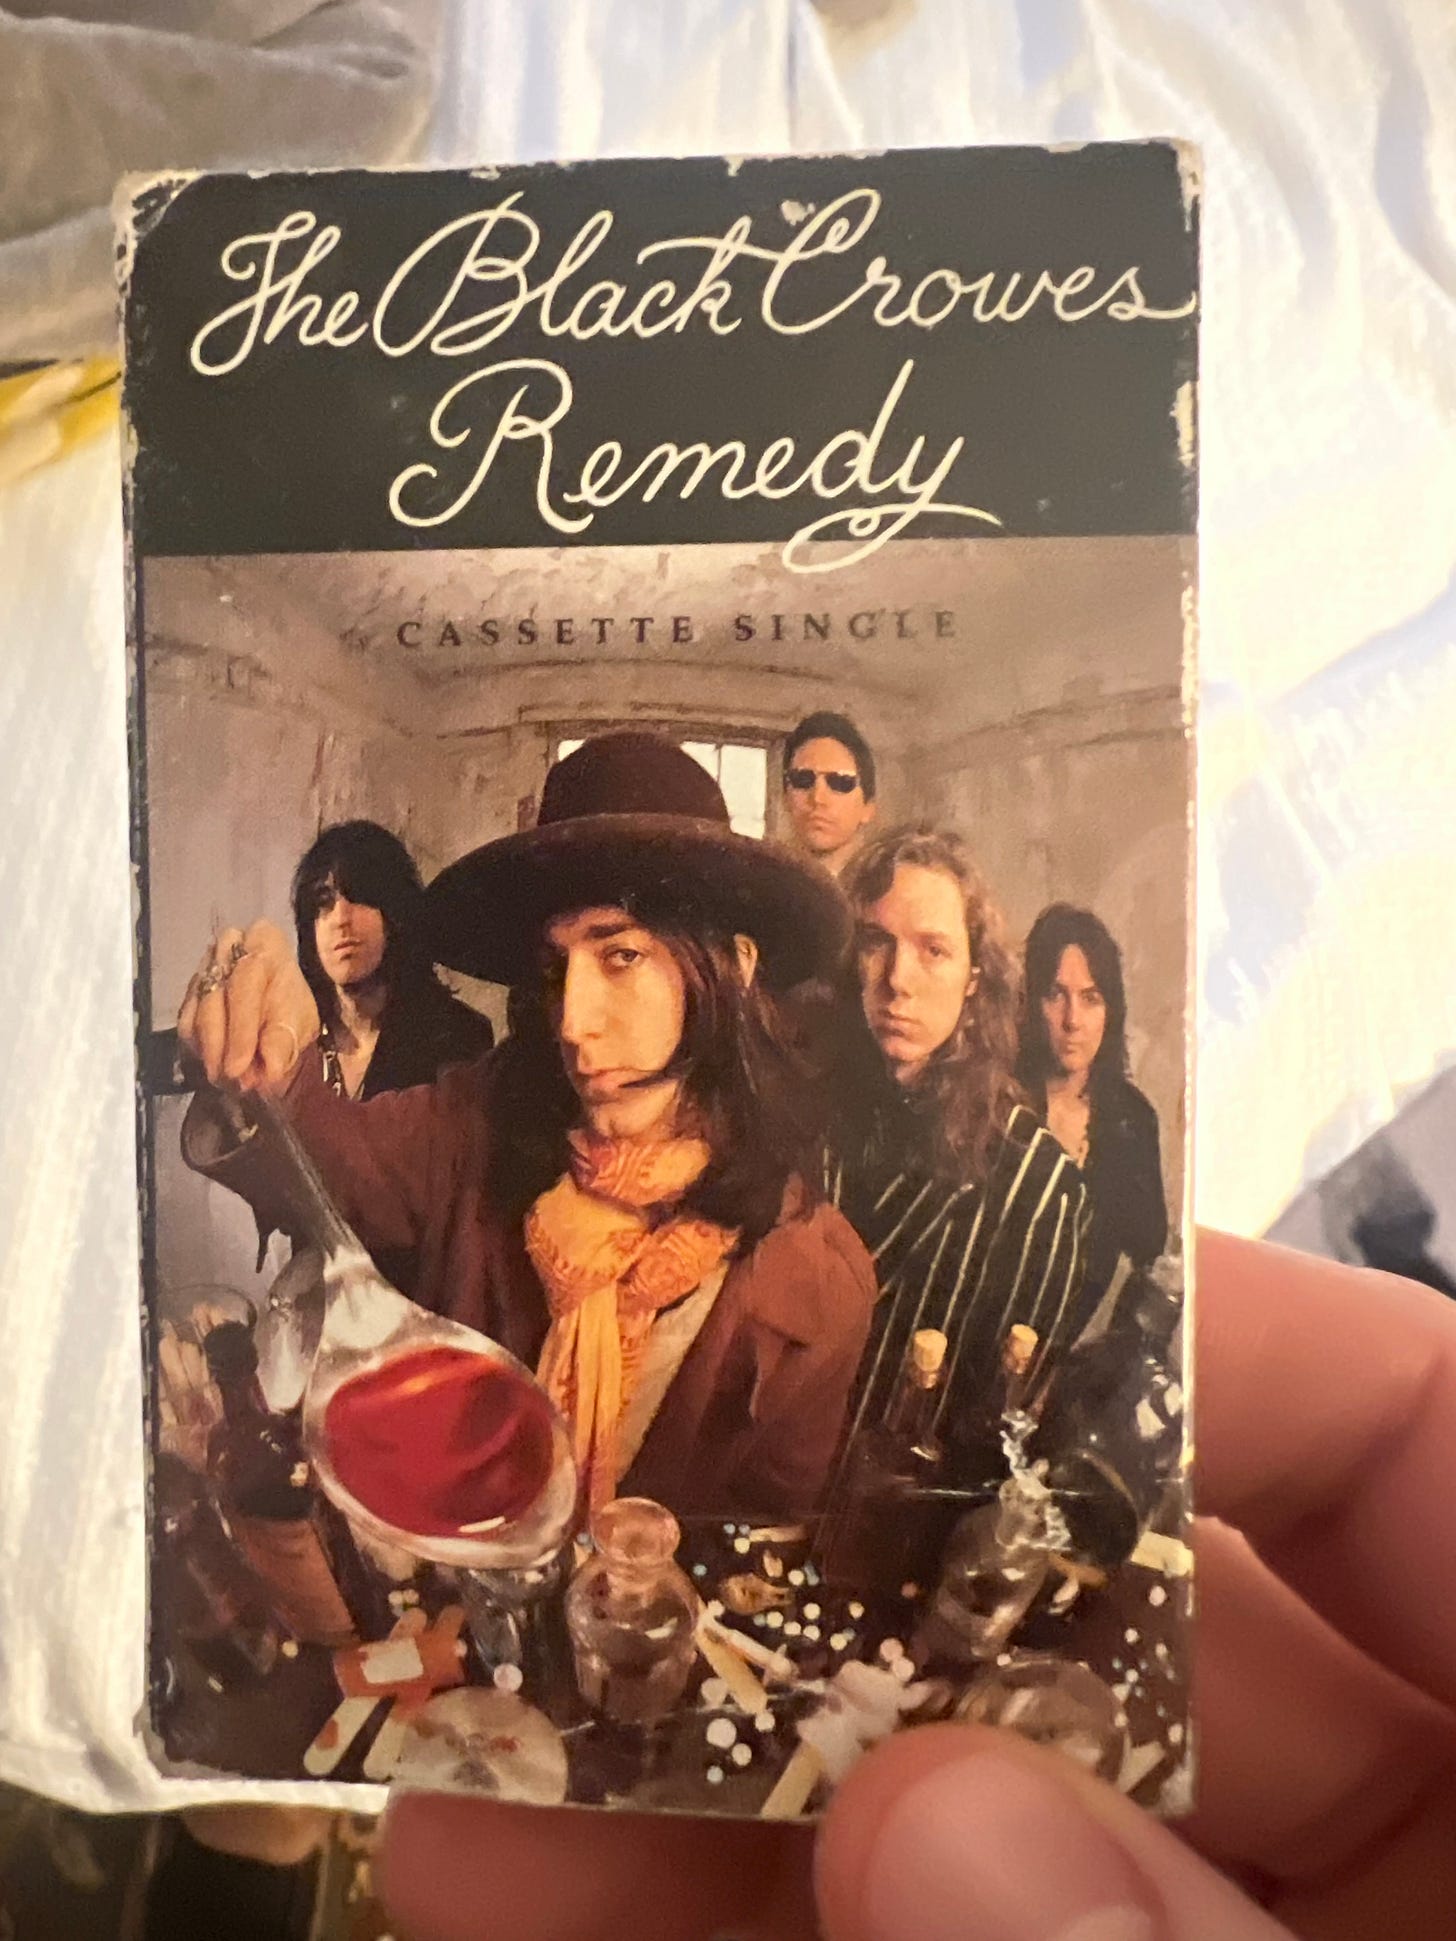 The Black Crowes
Remedy
CASSETTE SINGLE